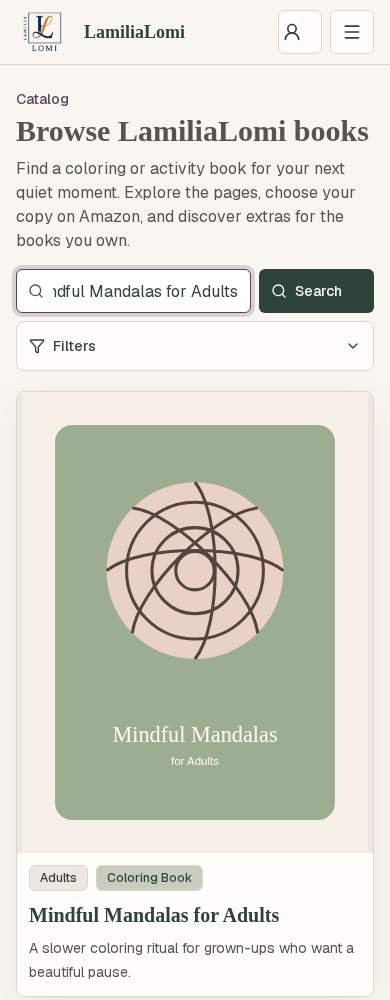 LAMILIA
L
LOMI
LamiliaLomi
Catalog
Browse LamiliaLomi books
Find a coloring or activity book for your next
quiet moment. Explore the pages, choose your
copy on Amazon, and discover extras for the
books you own.
for Adults
Search
Filters
Mindful Mandalas
for Adults
Adults
Coloring Book
Mindful Mandalas for Adults
A slower coloring ritual for grown-ups who want a
beautiful pause.